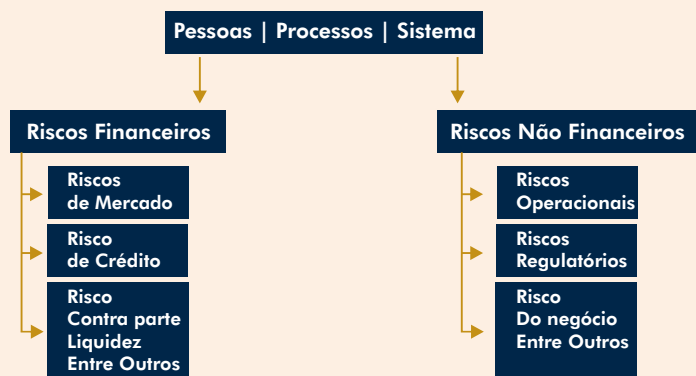 Pessoas | Processos | Sistema
Riscos Financeiros
Riscos
de Mercado
Risco
de Crédito
Risco
Contra parte
Liquidez
Entre Outros
Riscos Não Financeiros
Riscos
Operacionais
Riscos
Regulatórios
Risco
Do negócio
Entre Outros